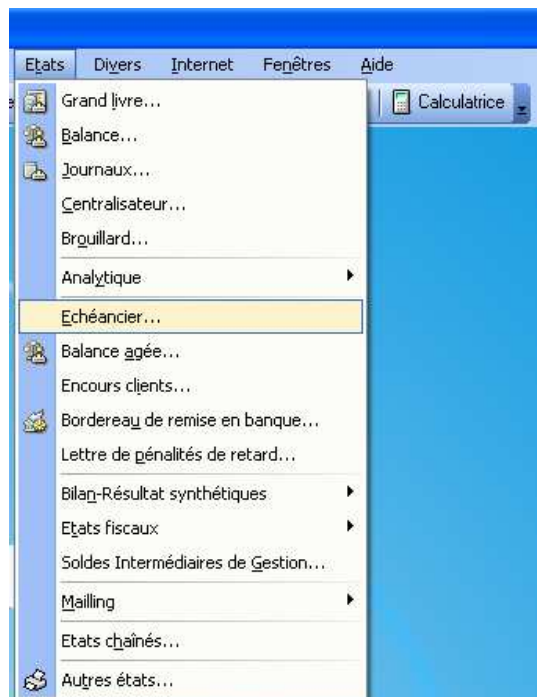 Etats Divers Internet Fenêtres Aide
Grand livre... Calculatrice
Balance...
Journaux...
Centralisateur...
Brouillard...
Analytique
Echéancier...
Balance agée...
Encours clients...
Bordereau de remise en banque...
Lettre de pénalités de retard...
Bilan-Résultat synthétiques
Etats fiscaux
Soldes Intermédiaires de Gestion...
Mailing
Etats chaînés...
Autres états...